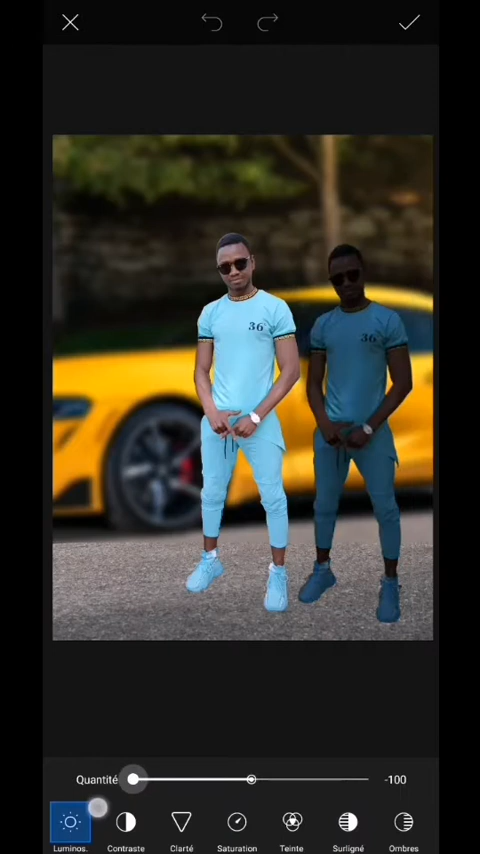 36
36
Quantité
-100
Luminos.
Contraste
Clarté
Saturation
Teinte
Surligné
Ombres